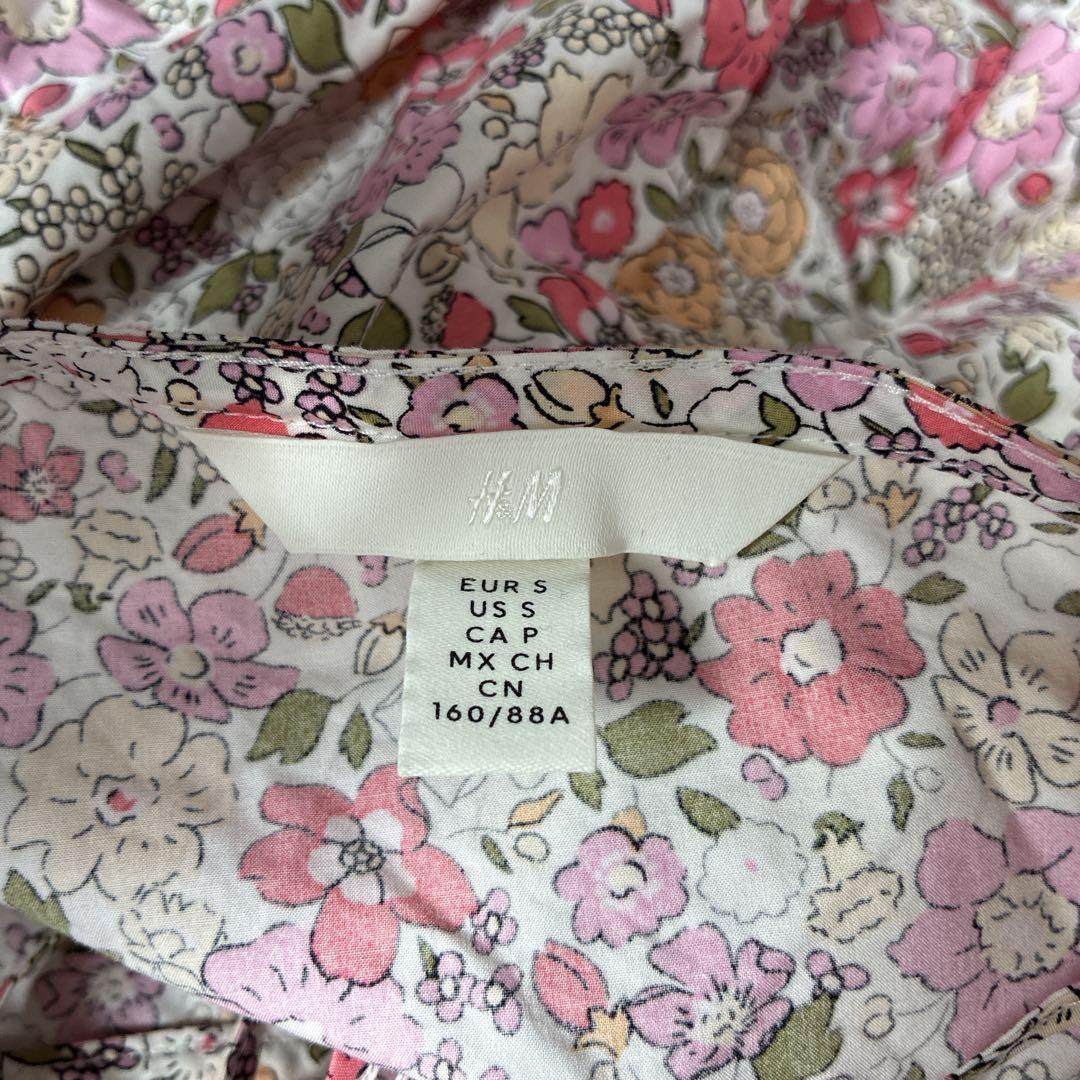 H&M
EUR S
US S
CA P
MX CH
CN
160/88A